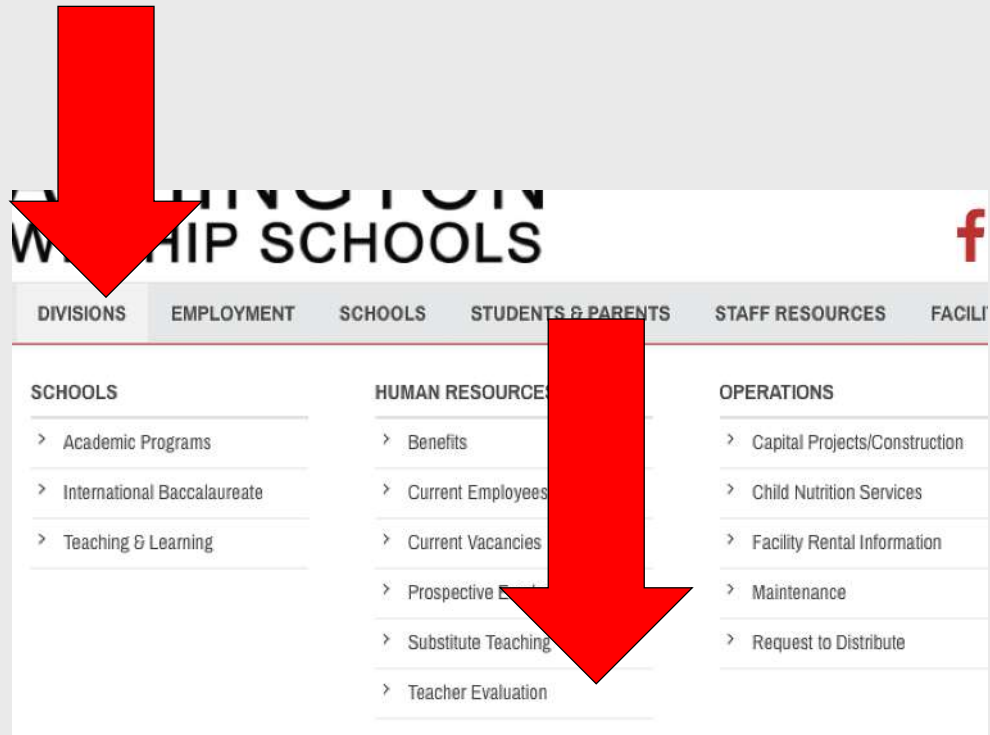 SCHOOLS
DIVISIONS EMPLOYMENT SCHOOLS STUDENTS & PARENTS STAFF RESOURCES
SCHOOLS
> Academic Programs
> International Baccalaureate
> Teaching & Learning
HUMAN RESOURCES
> Benefits
> Current Employees
> Current Vacancies
> Prospective
> Substitute Teaching
> Teacher Evaluation
OPERATIONS
> Capital Projects/Construction
> Child Nutrition Services
> Facility Rental Information
> Maintenance
> Request to Distribute